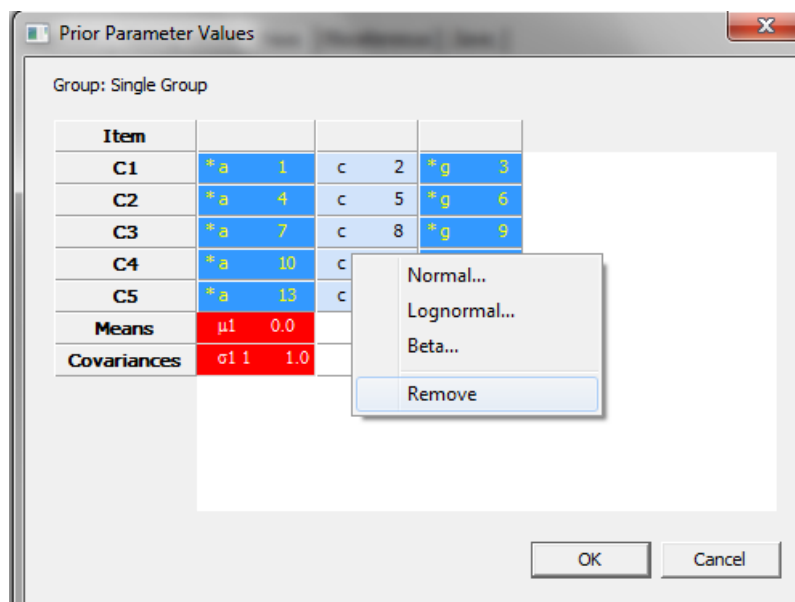 Prior Parameter Values
Group: Single Group
Item
C1 * a 1 c 2 * g 3
C2 * a 4 c 5 * g 6
C3 * a 7 c 8 * g 9
C4 * a 10 c
C5 * a 13 c
Means μ1 0.0
Covariances σ1 1 1.0
Normal...
Lognormal...
Beta...
Remove
OK Cancel